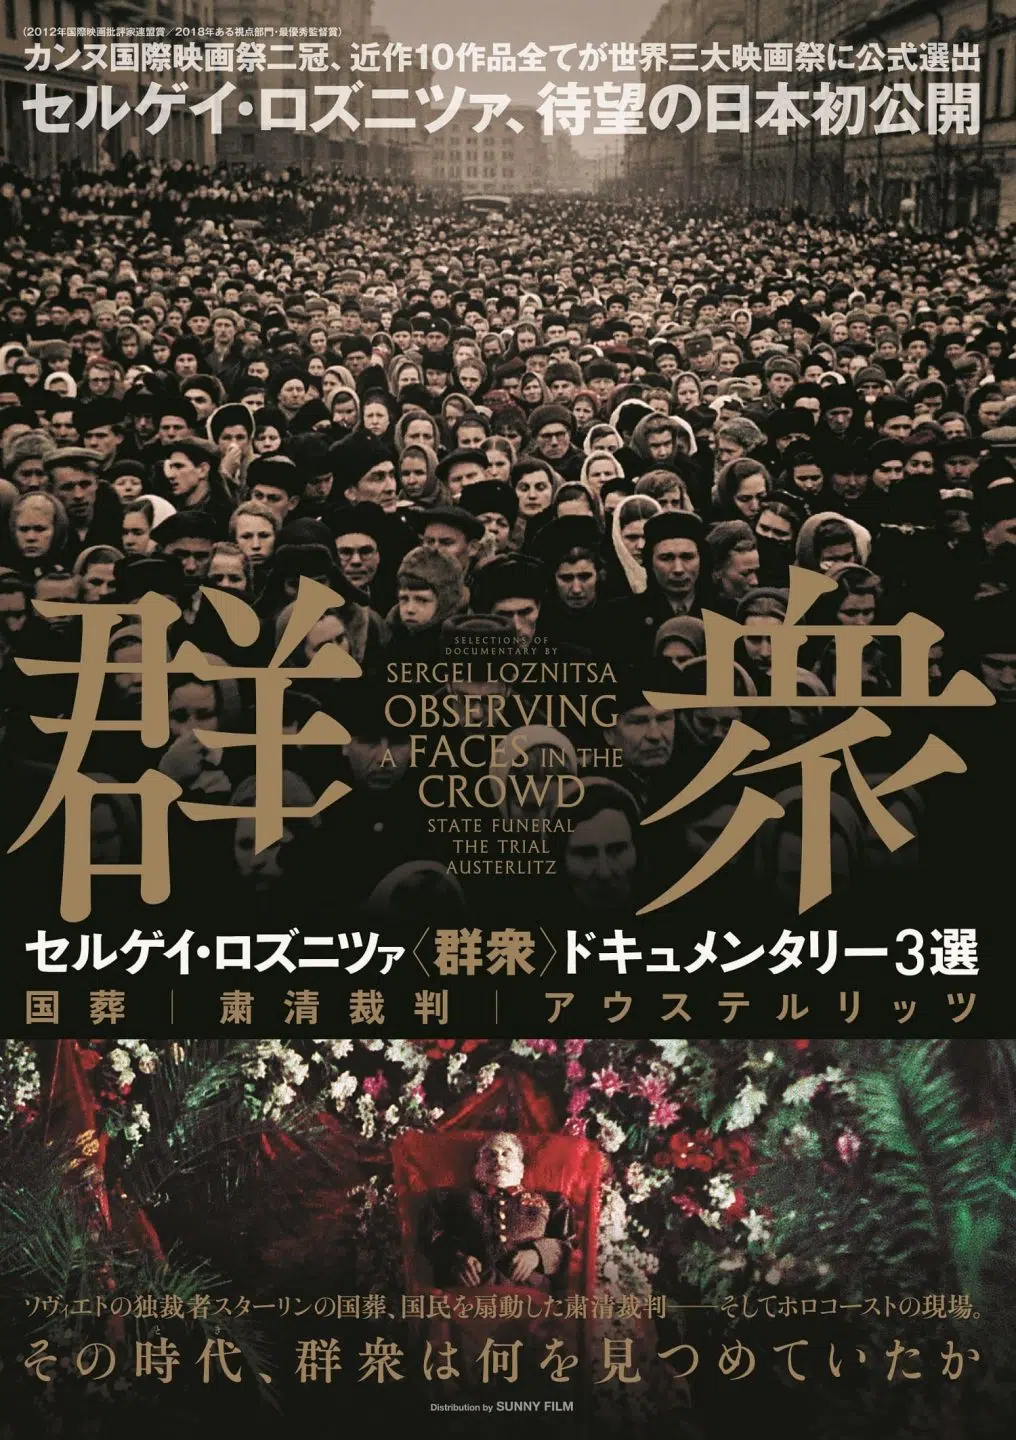 (2012年国際映画批評家連盟賞／2018年ある視点部門・最優秀監督賞)
カンヌ国際映画祭二冠、近作10作品全てが世界三大映画祭に公式選出
セルゲイ・ロズニツァ、待望の日本初公開
群衆
SELECTIONS OF
DOCUMENTARY BY
SERGEI LOZNITSA
OBSERVING
A FACES IN THE
CROWD
STATE FUNERAL
THE TRIAL
AUSTERLITZ
セルゲイ・ロズニツァ〈群衆〉ドキュメンタリー3選
国葬｜粛清裁判｜アウステルリッツ
ソヴィエトの独裁者スターリンの国葬、国民を扇動した粛清裁判――そしてホロコーストの現場。
とき
その時代、群衆は何を見つめていたか
Distribution by SUNNY FILM